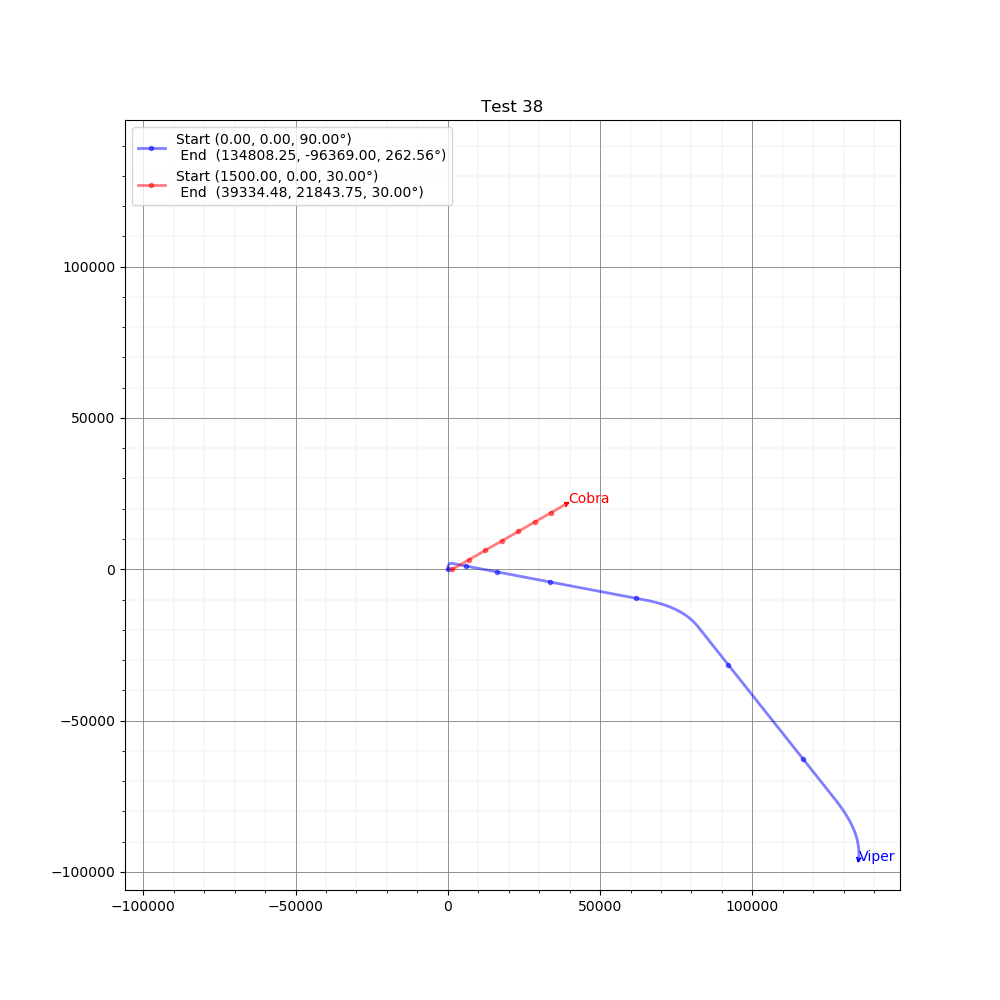 Test 38
Start (0.00, 0.00, 90.00°)
End (134808.25, -96369.00, 262.56°)
Start (1500.00, 0.00, 30.00°)
End (39334.48, 21843.75, 30.00°)
100000
50000
0
−50000
−100000
Cobra
Viper
−100000
−50000
0
50000
100000